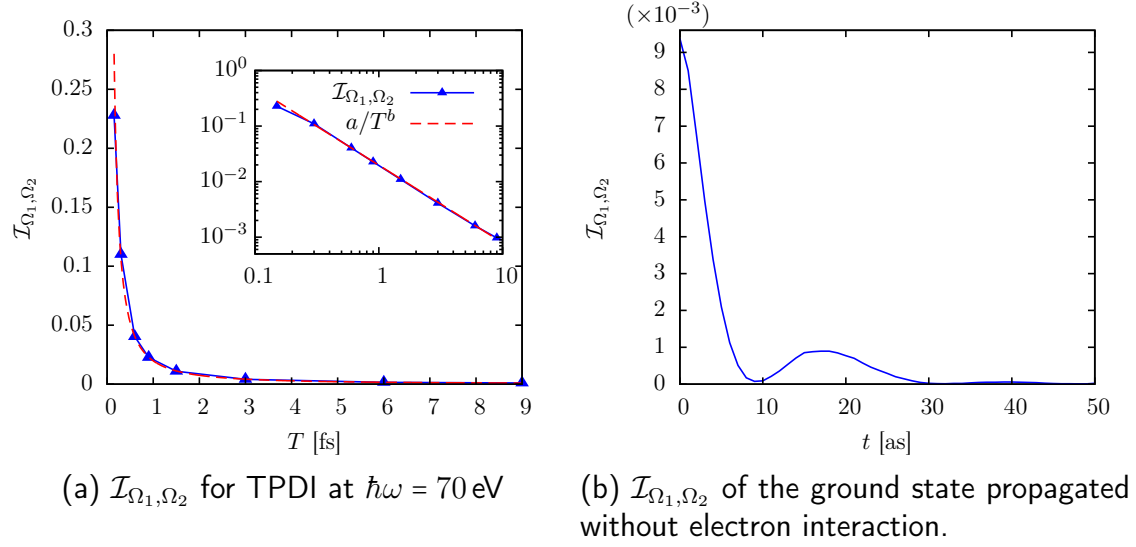 0.3
0.25
0.2
0.15
0.1
0.05
0
0 1 2 3 4 5 6 7 8 9
T [fs]
ℐ_{Ω₁,Ω₂}
10⁰
10⁻¹
10⁻²
10⁻³
0.1 1 10
ℐ_{Ω₁,Ω₂}
a/T^b
(a) ℐ_{Ω₁,Ω₂} for TPDI at ℏω = 70 eV
(×10⁻³)
9
8
7
6
5
4
3
2
1
0
0 10 20 30 40 50
t [as]
ℐ_{Ω₁,Ω₂}
(b) ℐ_{Ω₁,Ω₂} of the ground state propagated
without electron interaction.